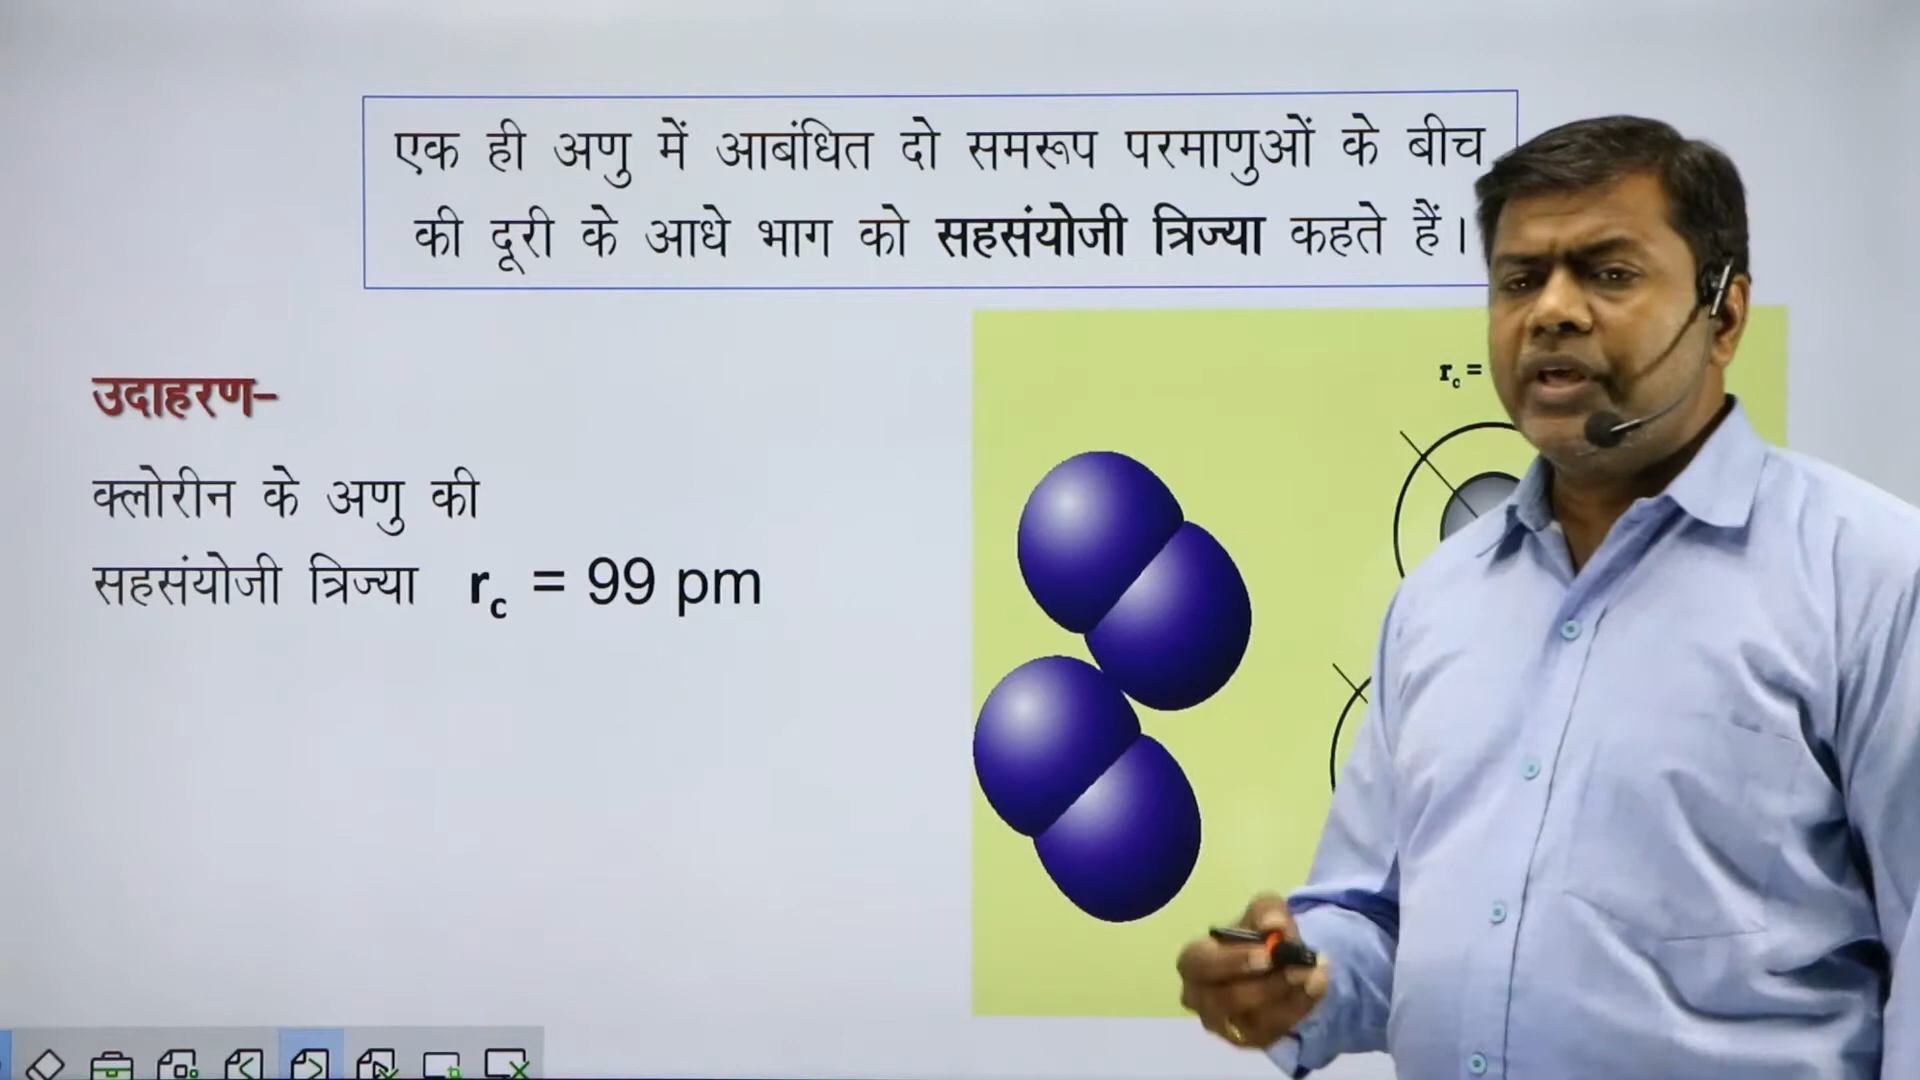 एक ही अणु में आबंधित दो समरूप परमाणुओं के बीच
की दूरी के आधे भाग को सहसंयोजी त्रिज्या कहते हैं।
उदाहरण–
क्लोरीन के अणु की
सहसंयोजी त्रिज्या rc = 99 pm
rc =